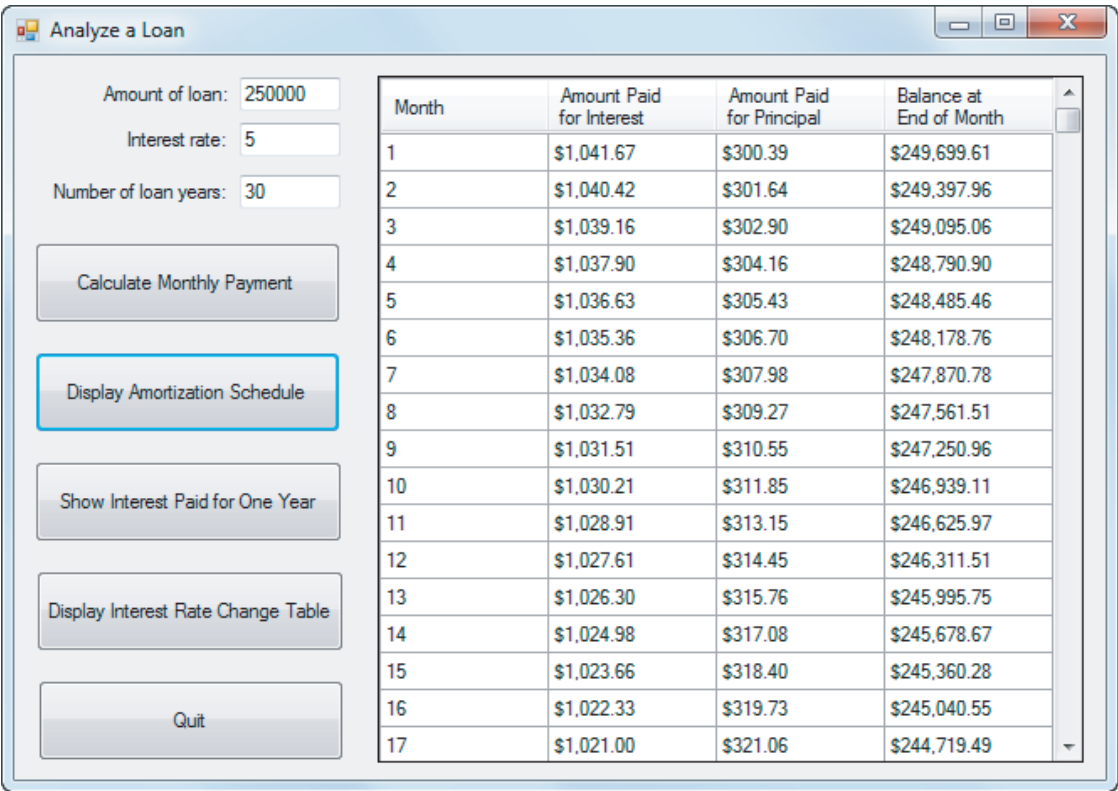 Analyze a Loan
Amount of loan: 250000
Interest rate: 5
Number of loan years: 30
Calculate Monthly Payment
Display Amortization Schedule
Show Interest Paid for One Year
Display Interest Rate Change Table
Quit
Month Amount Paid for Interest Amount Paid for Principal Balance at End of Month
1 $1,041.67 $300.39 $249,699.61
2 $1,040.42 $301.64 $249,397.96
3 $1,039.16 $302.90 $249,095.06
4 $1,037.90 $304.16 $248,790.90
5 $1,036.63 $305.43 $248,485.46
6 $1,035.36 $306.70 $248,178.76
7 $1,034.08 $307.98 $247,870.78
8 $1,032.79 $309.27 $247,561.51
9 $1,031.51 $310.55 $247,250.96
10 $1,030.21 $311.85 $246,939.11
11 $1,028.91 $313.15 $246,625.97
12 $1,027.61 $314.45 $246,311.51
13 $1,026.30 $315.76 $245,995.75
14 $1,024.98 $317.08 $245,678.67
15 $1,023.66 $318.40 $245,360.28
16 $1,022.33 $319.73 $245,040.55
17 $1,021.00 $321.06 $244,719.49